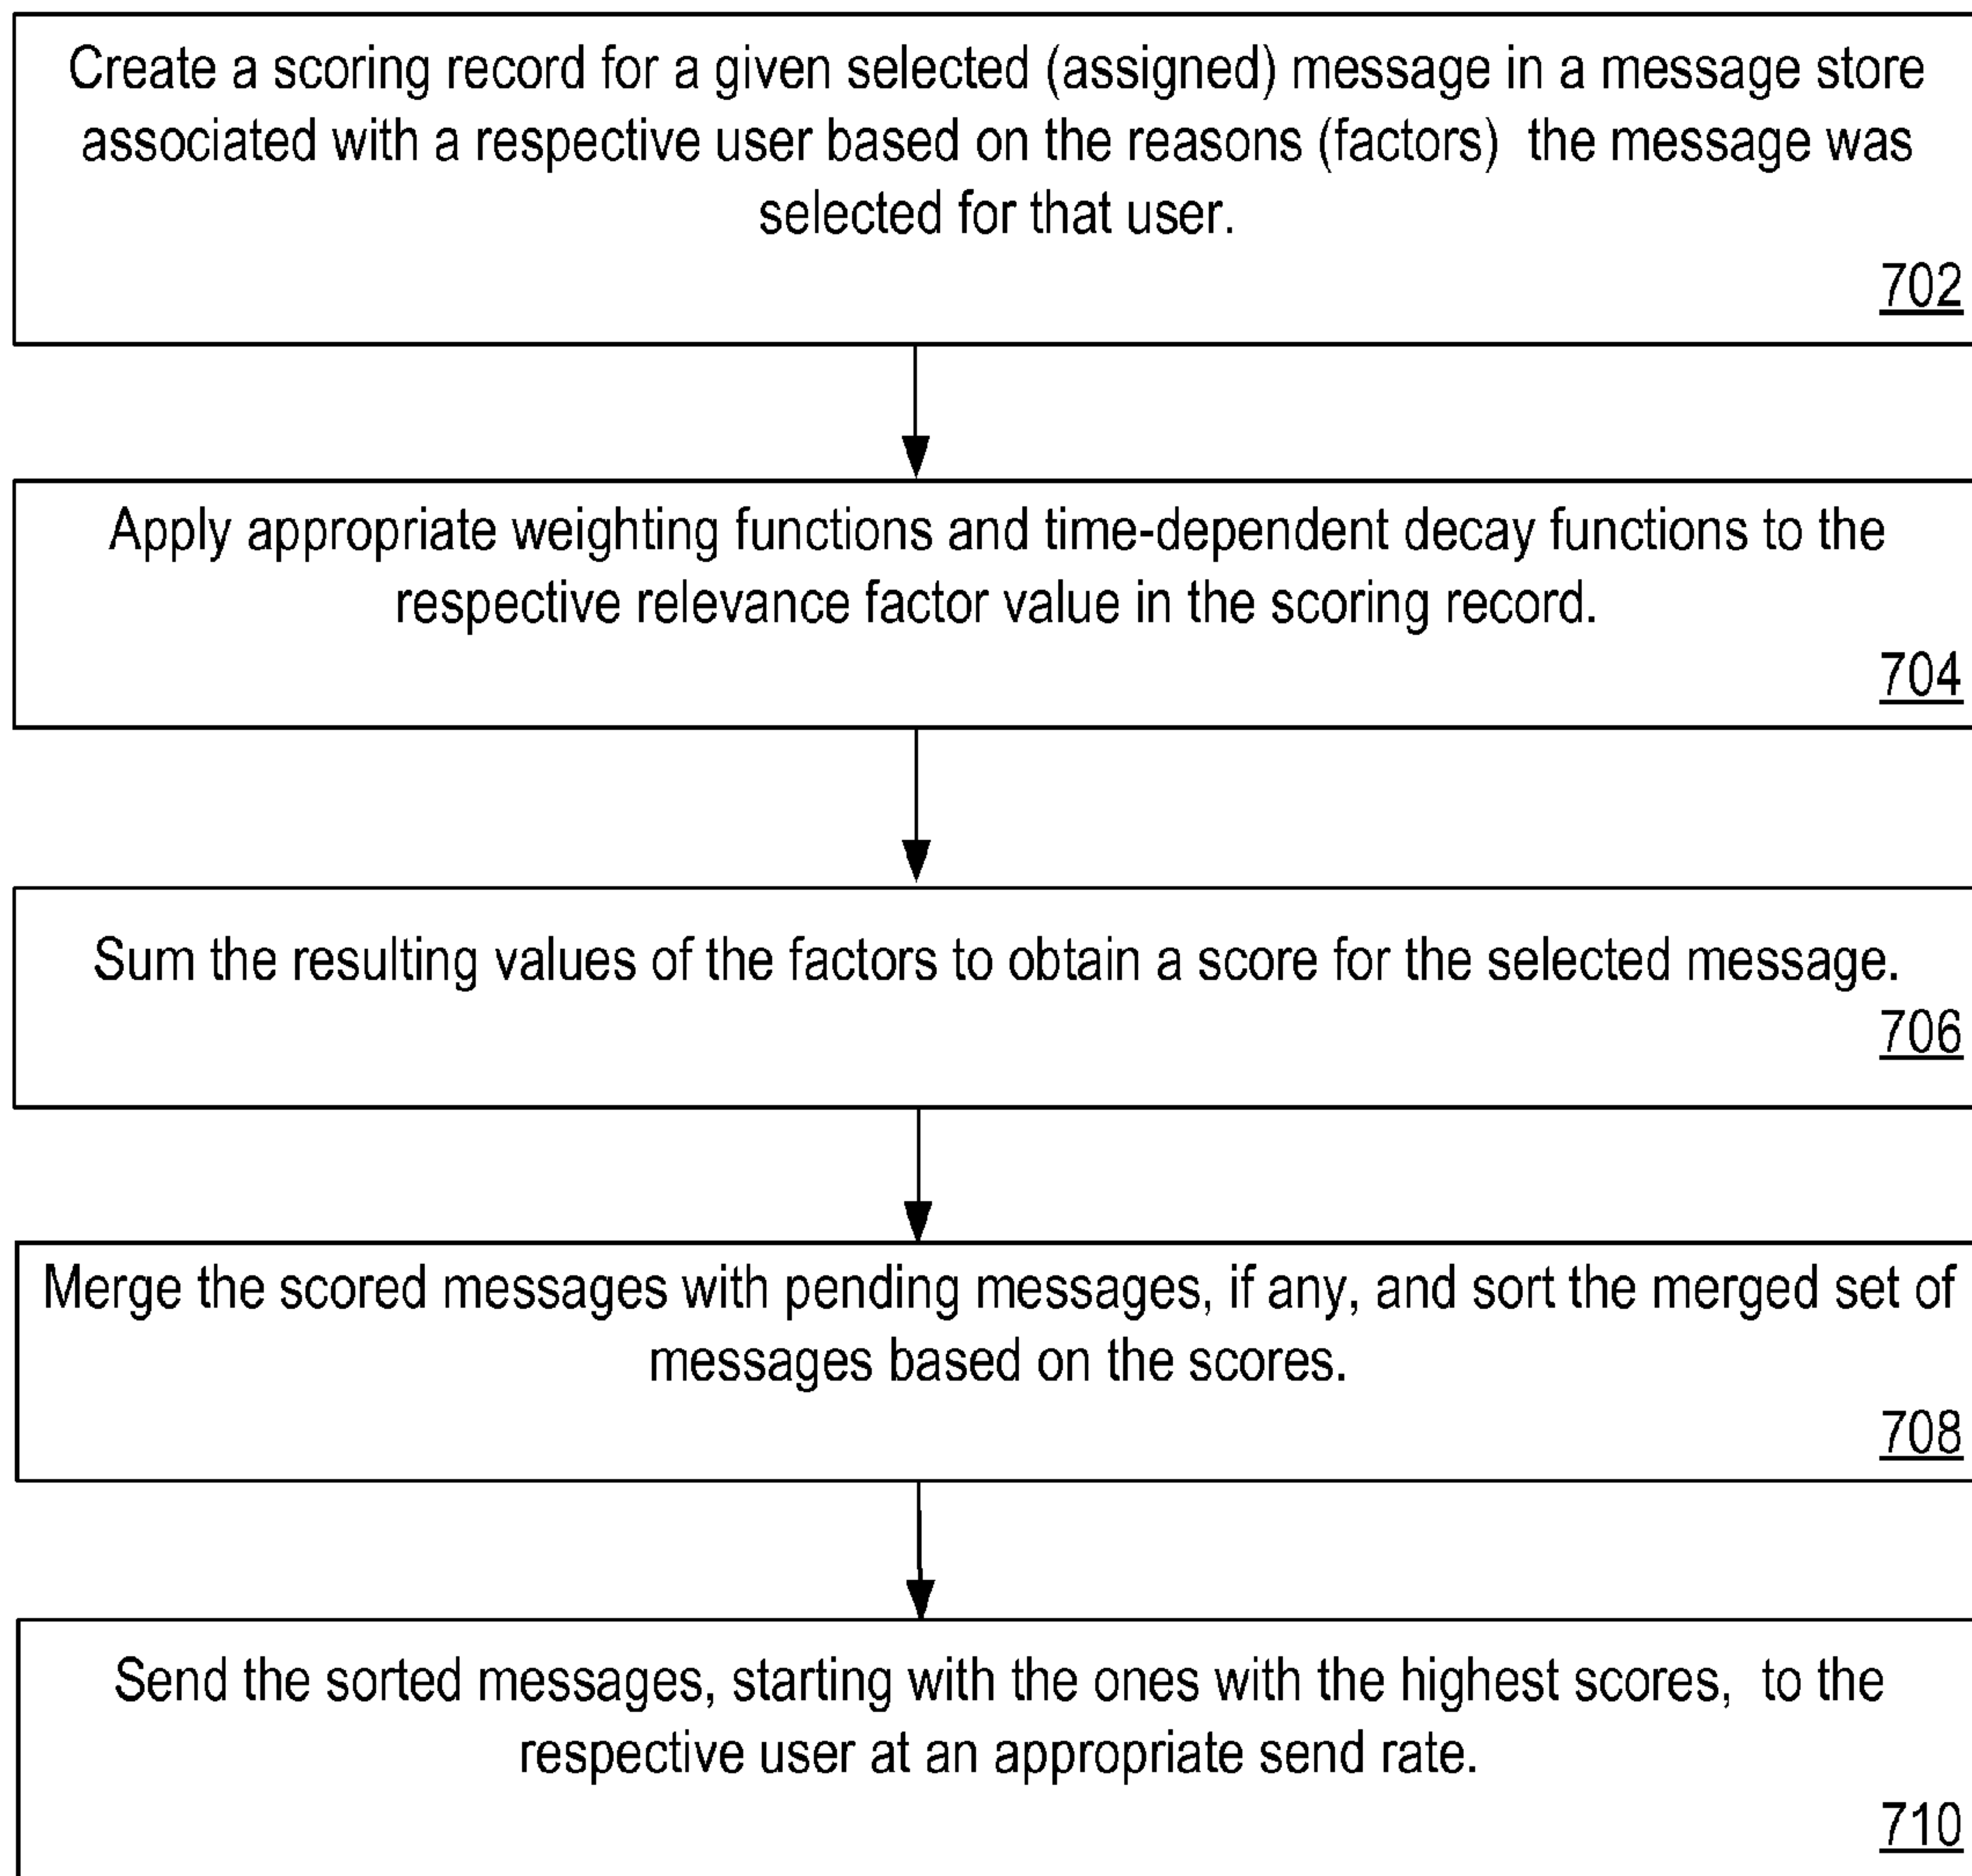 Create a scoring record for a given selected (assigned) message in a message store
associated with a respective user based on the reasons (factors) the message was
selected for that user.
702
Apply appropriate weighting functions and time-dependent decay functions to the
respective relevance factor value in the scoring record.
704
Sum the resulting values of the factors to obtain a score for the selected message.
706
Merge the scored messages with pending messages, if any, and sort the merged set of
messages based on the scores.
708
Send the sorted messages, starting with the ones with the highest scores, to the
respective user at an appropriate send rate.
710